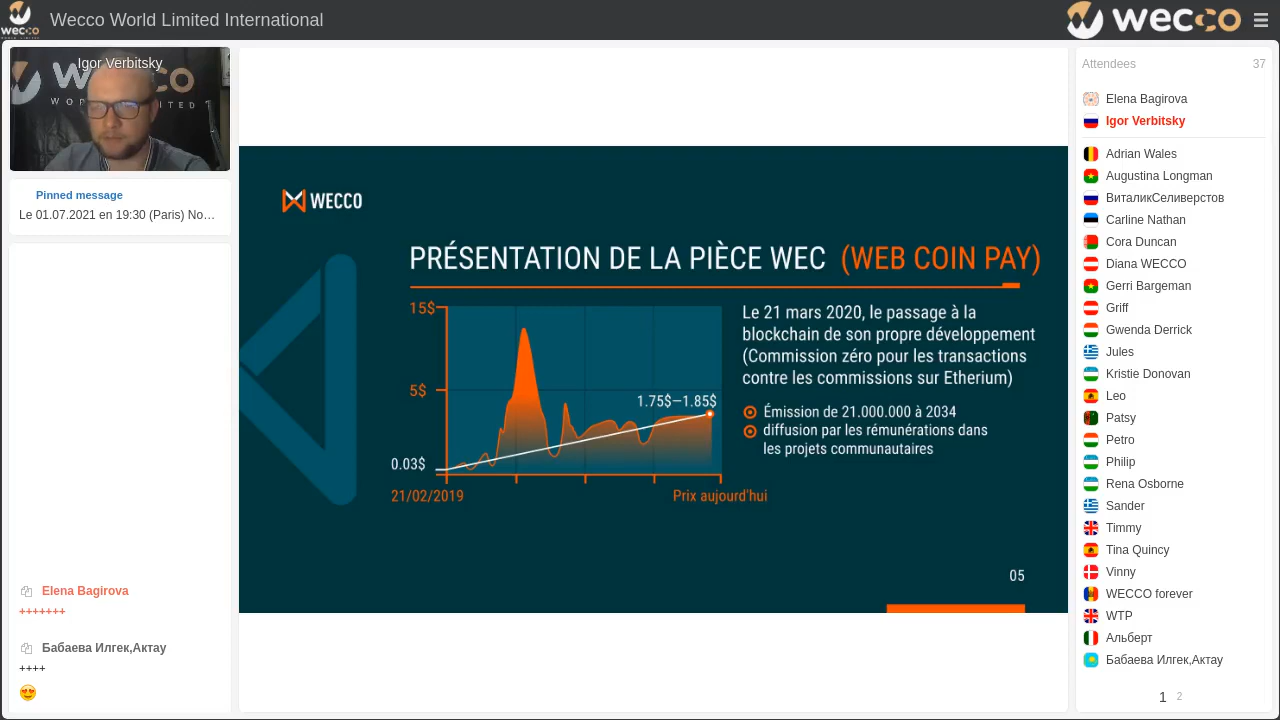 Wecco World Limited International
wecco
WORLD LIMITED
wecco
Igor Verbitsky
Pinned message
Le 01.07.2021 en 19:30 (Paris) No…
Elena Bagirova
+++++++
Бабаева Илгек,Актау
++++
WECCO
PRÉSENTATION DE LA PIÈCE WEC (WEB COIN PAY)
15$
5$
0.03$
1.75$—1.85$
21/02/2019
Prix aujourd'hui
Le 21 mars 2020, le passage à la
blockchain de son propre développement
(Commission zéro pour les transactions
contre les commissions sur Etherium)
Émission de 21.000.000 à 2034
diffusion par les rémunérations dans
les projets communautaires
05
Attendees 37
Elena Bagirova
Igor Verbitsky
Adrian Wales
Augustina Longman
ВиталикСеливерстов
Carline Nathan
Cora Duncan
Diana WECCO
Gerri Bargeman
Griff
Gwenda Derrick
Jules
Kristie Donovan
Leo
Patsy
Petro
Philip
Rena Osborne
Sander
Timmy
Tina Quincy
Vinny
WECCO forever
WTP
Альберт
Бабаева Илгек,Актау
1 2